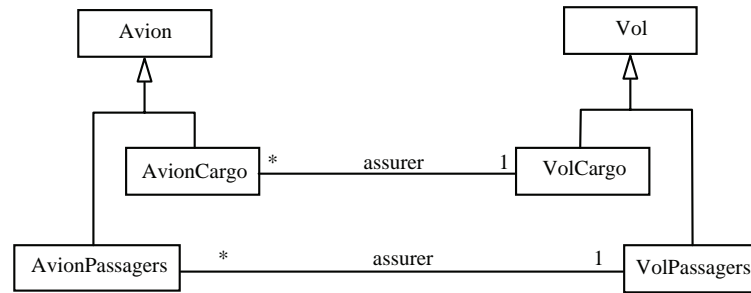 Avion
Vol
AvionCargo
*
assurer
1
VolCargo
AvionPassagers
*
assurer
1
VolPassagers